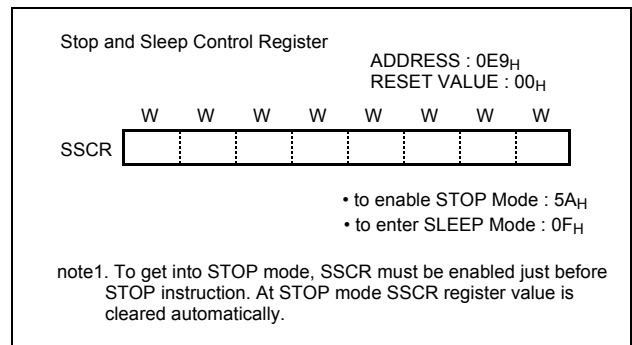 Stop and Sleep Control Register
ADDRESS : 0E9H
RESET VALUE : 00H
W W W W W W W W
SSCR
• to enable STOP Mode : 5AH
• to enter SLEEP Mode : 0FH
note1. To get into STOP mode, SSCR must be enabled just before
STOP instruction. At STOP mode SSCR register value is
cleared automatically.